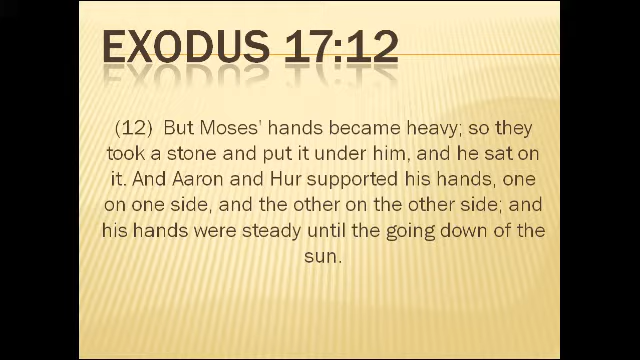 EXODUS 17:12
(12) But Moses' hands became heavy; so they
took a stone and put it under him, and he sat on
it. And Aaron and Hur supported his hands, one
on one side, and the other on the other side; and
his hands were steady until the going down of the
sun.